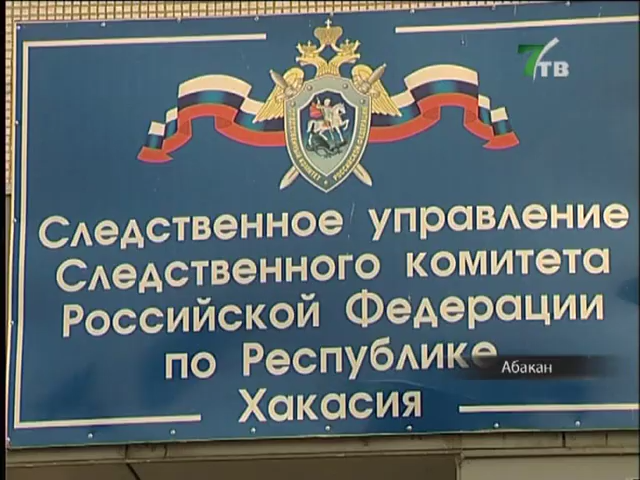 7ТВ
Следственное управление
Следственного комитета
Российской Федерации
по Республике
Абакан
Хакасия